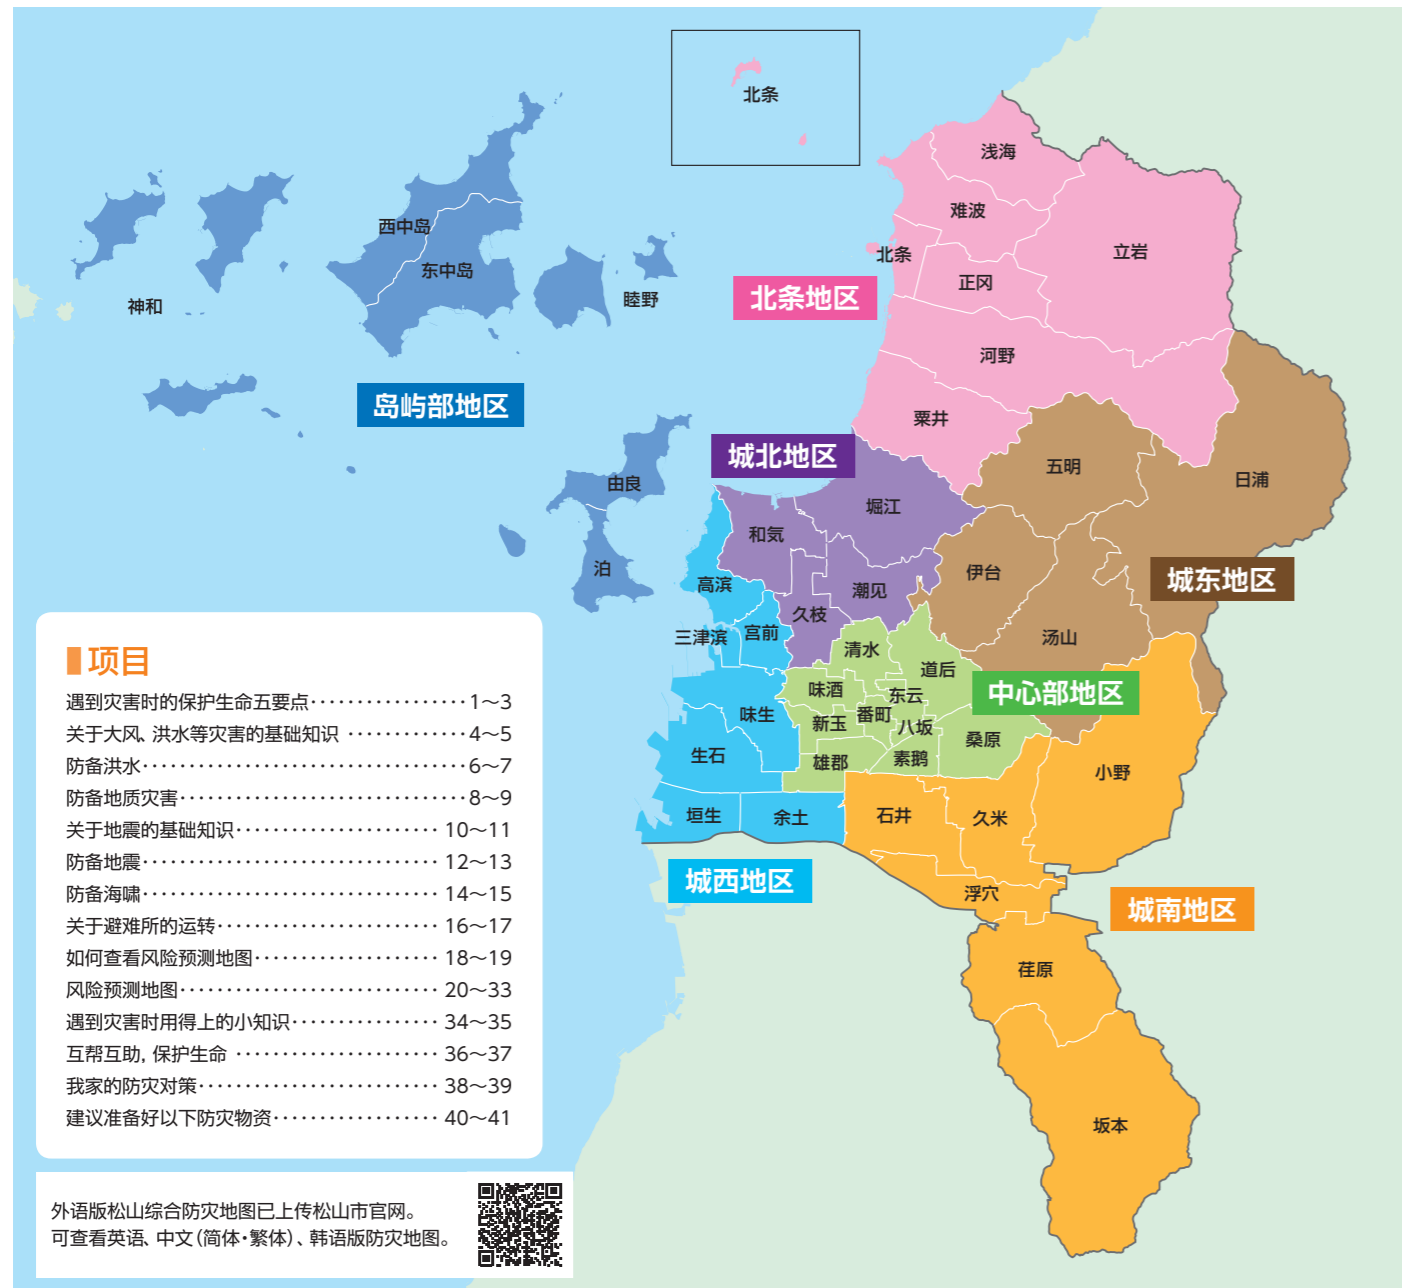 北条
浅海
难波
北条
立岩
正冈
西中岛
东中岛
神和
睦野
北条地区
河野
岛屿部地区
粟井
城北地区
五明
日浦
由良
堀江
和気
泊
高滨
伊台
城东地区
潮见
久枝
三津滨
宫前
汤山
清水
道后
中心部地区
味酒
东云
味生
新玉
番町
八坂
桑原
生石
雄郡
素鹅
小野
垣生
余土
石井
久米
城西地区
浮穴
城南地区
荏原
坂本
项目
遇到灾害时的保护生命五要点·················1～3
关于大风、洪水等灾害的基础知识 ·············4～5
防备洪水···································6～7
防备地质灾害·······························8～9
关于地震的基础知识······················ 10～11
防备地震································ 12～13
防备海啸································ 14～15
关于避难所的运转························ 16～17
如何查看风险预测地图···················· 18～19
风险预测地图···························· 20～33
遇到灾害时用得上的小知识················ 34～35
互帮互助, 保护生命 ······················ 36～37
我家的防灾对策·························· 38～39
建议准备好以下防灾物资·················· 40～41
外语版松山综合防灾地图已上传松山市官网。
可查看英语、中文（简体・繁体）、韩语版防灾地图。